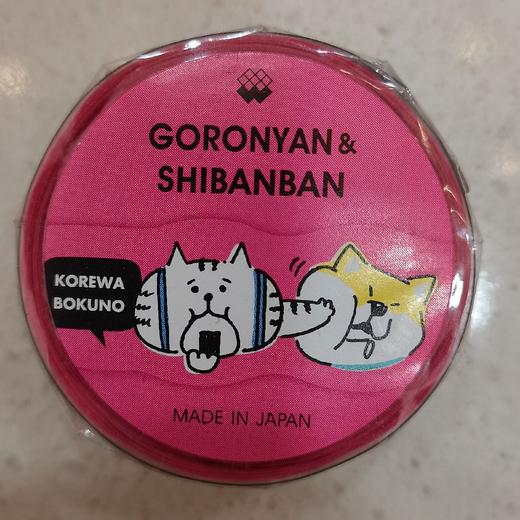 GORONYAN &
SHIBANBAN
KOREWA
BOKUNO
MADE IN JAPAN